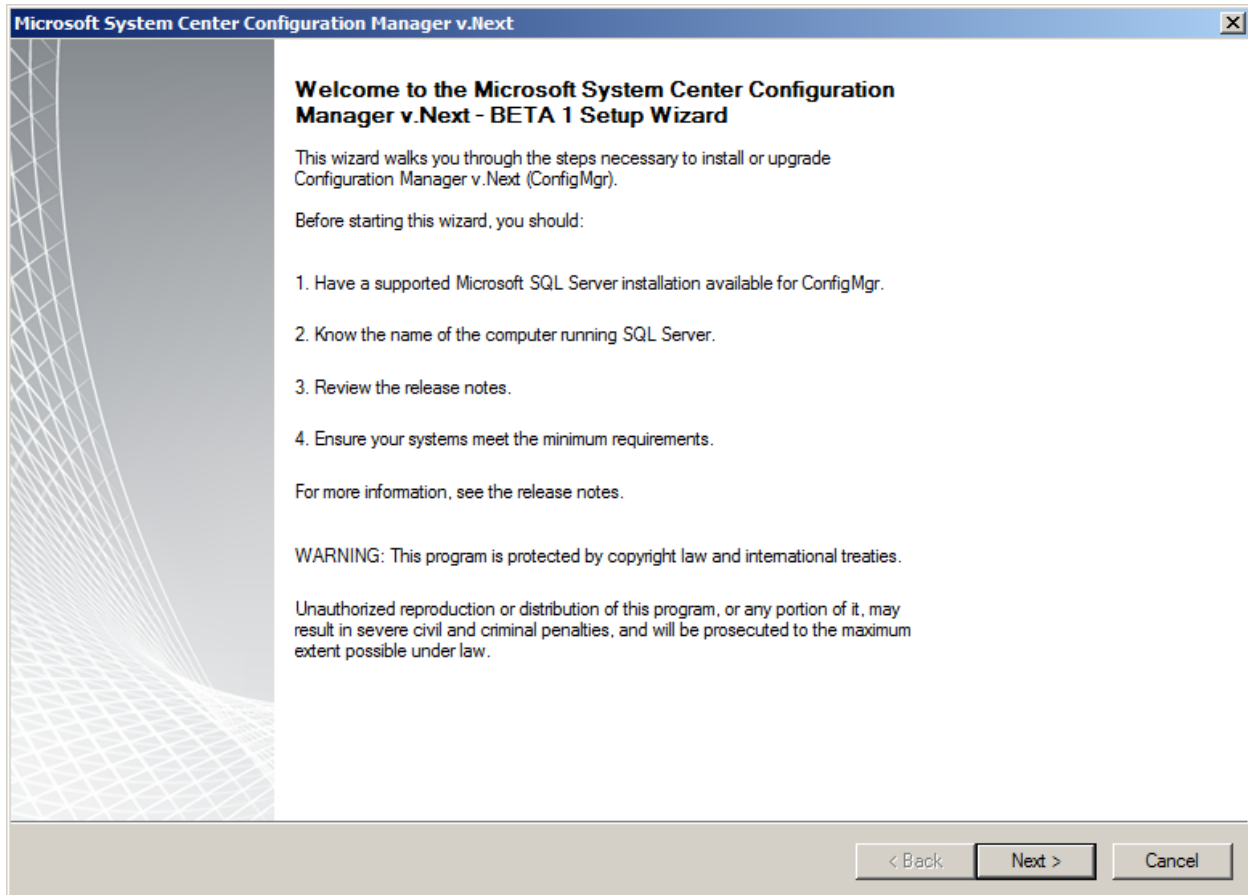 Microsoft System Center Configuration Manager v.Next
Welcome to the Microsoft System Center Configuration
Manager v.Next - BETA 1 Setup Wizard
This wizard walks you through the steps necessary to install or upgrade
Configuration Manager v.Next (ConfigMgr).
Before starting this wizard, you should:
1. Have a supported Microsoft SQL Server installation available for ConfigMgr.
2. Know the name of the computer running SQL Server.
3. Review the release notes.
4. Ensure your systems meet the minimum requirements.
For more information, see the release notes.
WARNING: This program is protected by copyright law and international treaties.
Unauthorized reproduction or distribution of this program, or any portion of it, may
result in severe civil and criminal penalties, and will be prosecuted to the maximum
extent possible under law.
< Back Next > Cancel